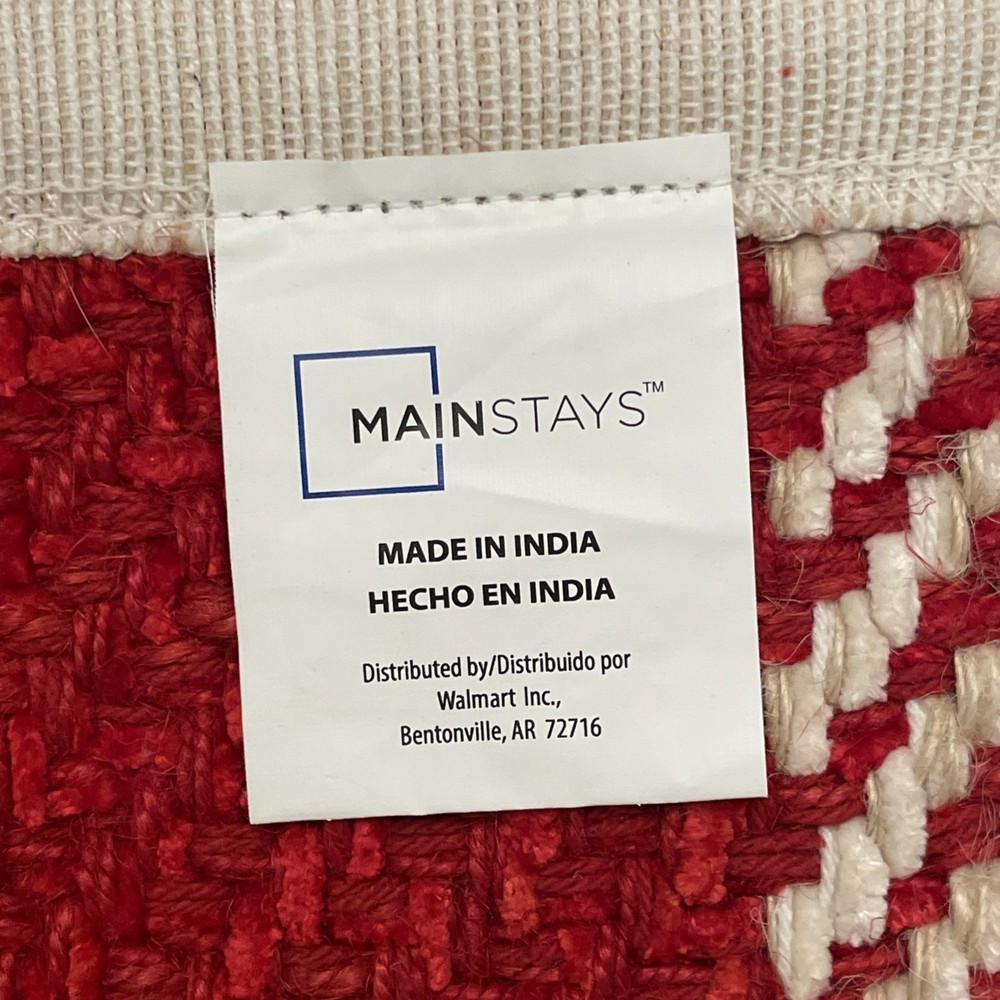 MAINSTAYS™
MADE IN INDIA
HECHO EN INDIA
Distributed by/Distribuido por
Walmart Inc.,
Bentonville, AR 72716